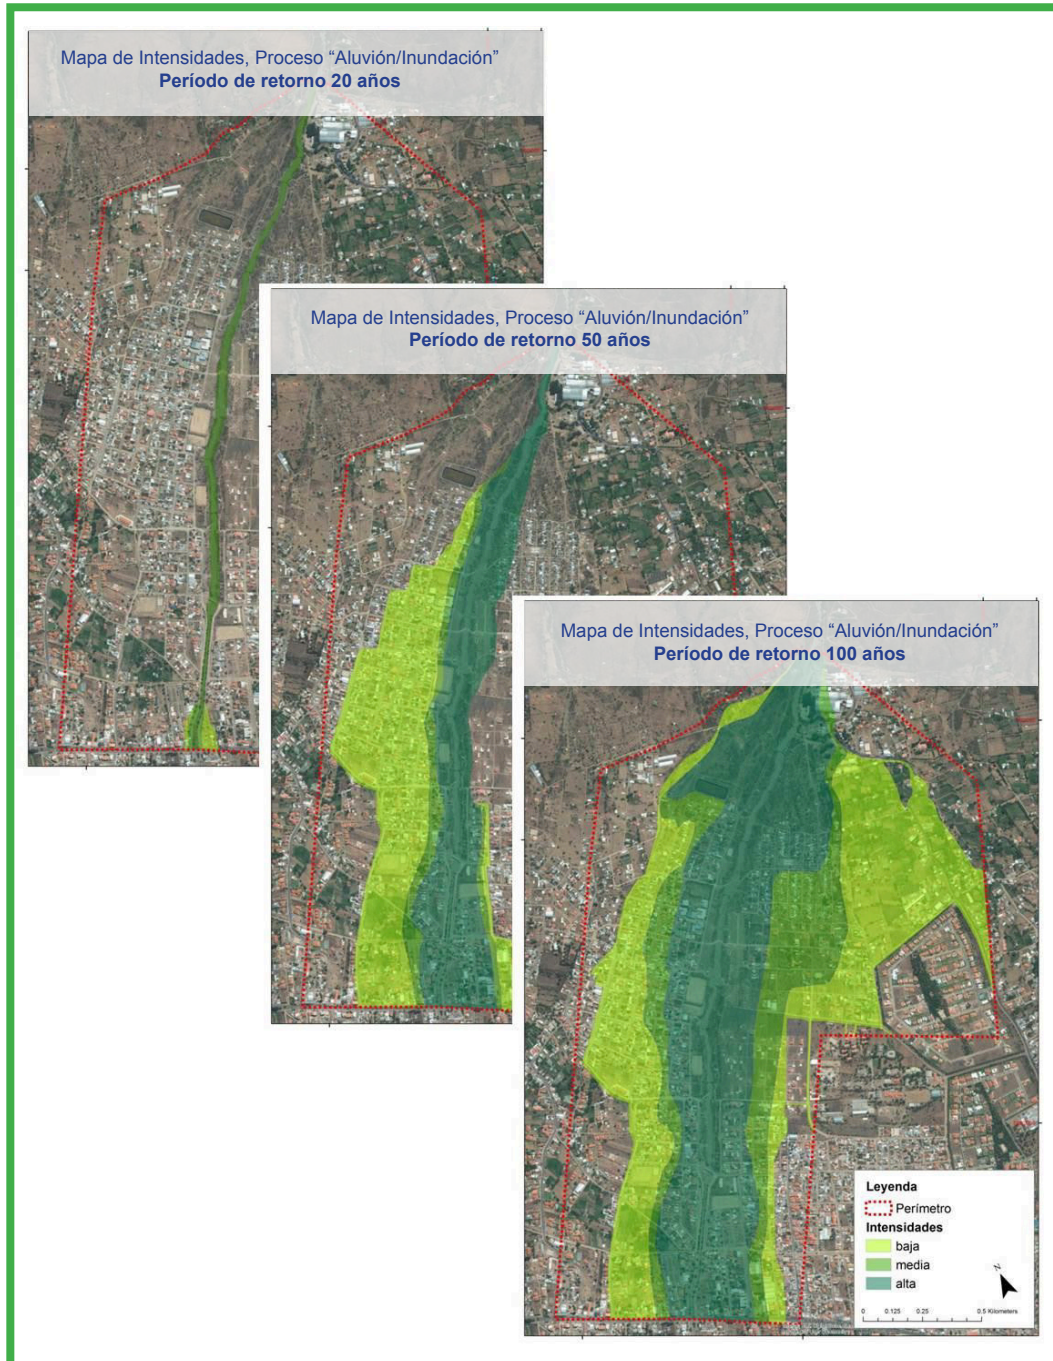 Mapa de Intensidades, Proceso “Aluvión/Inundación”
Período de retorno 20 años
Mapa de Intensidades, Proceso “Aluvión/Inundación”
Período de retorno 50 años
Mapa de Intensidades, Proceso “Aluvión/Inundación”
Período de retorno 100 años
Leyenda
Perímetro
Intensidades
baja
media
alta
N
0 0.125 0.25 0.5 Kilometers